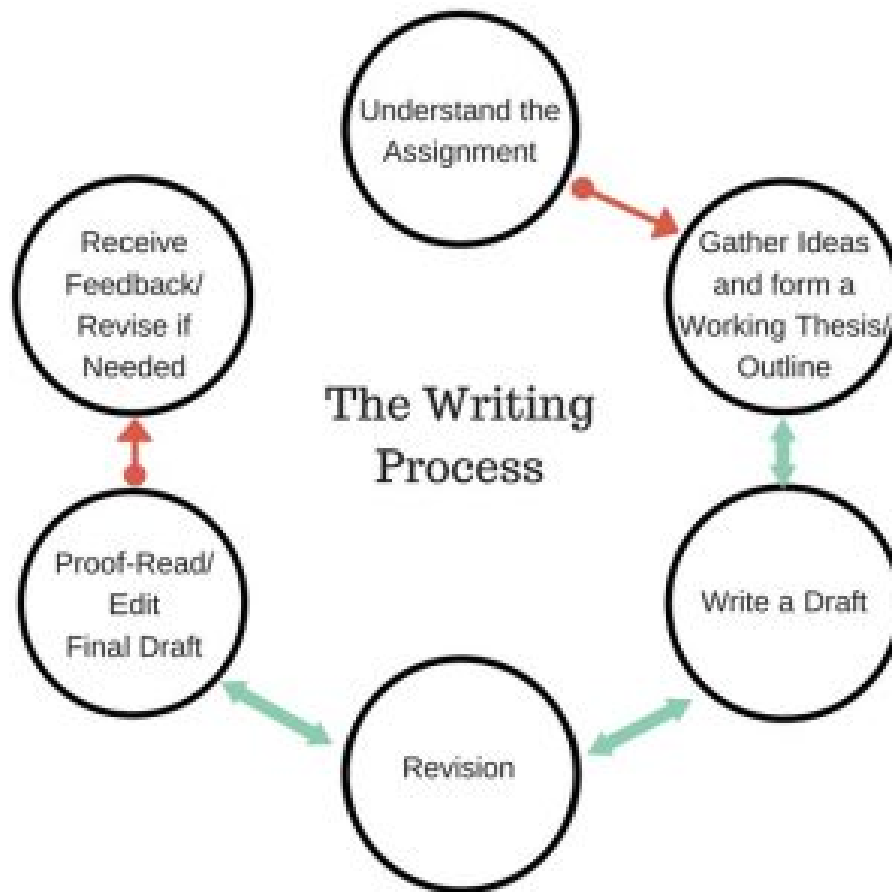 Understand the
Assignment
Gather Ideas
and form a
Working Thesis/
Outline
Write a Draft
Revision
Proof-Read/
Edit
Final Draft
Receive
Feedback/
Revise if
Needed
The Writing
Process